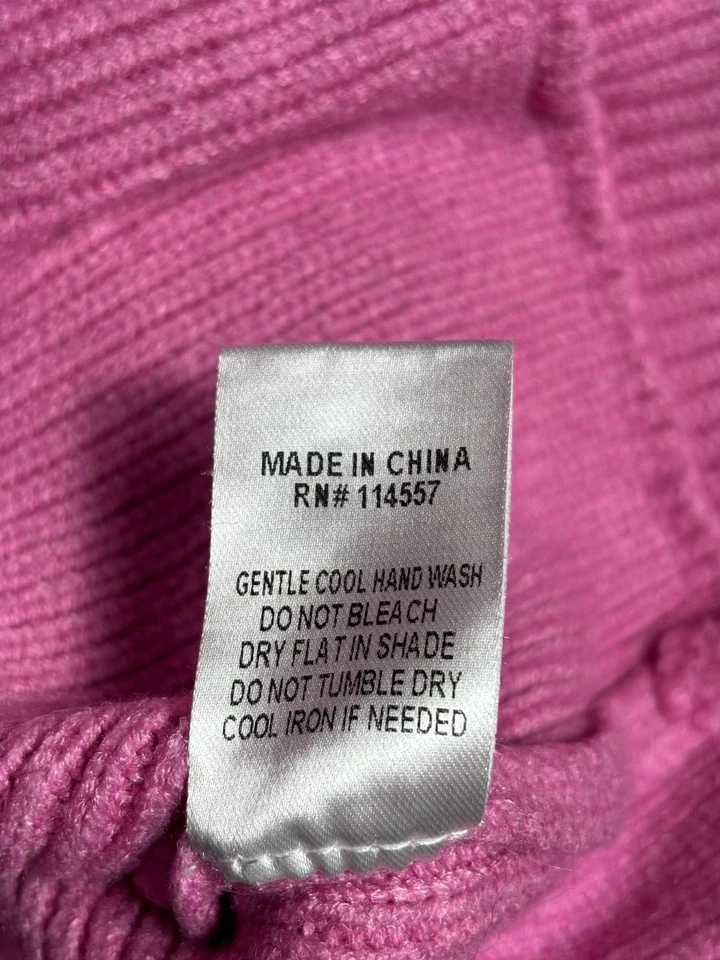 MADE IN CHINA
RN# 114557
GENTLE COOL HAND WASH
DO NOT BLEACH
DRY FLAT IN SHADE
DO NOT TUMBLE DRY
COOL IRON IF NEEDED